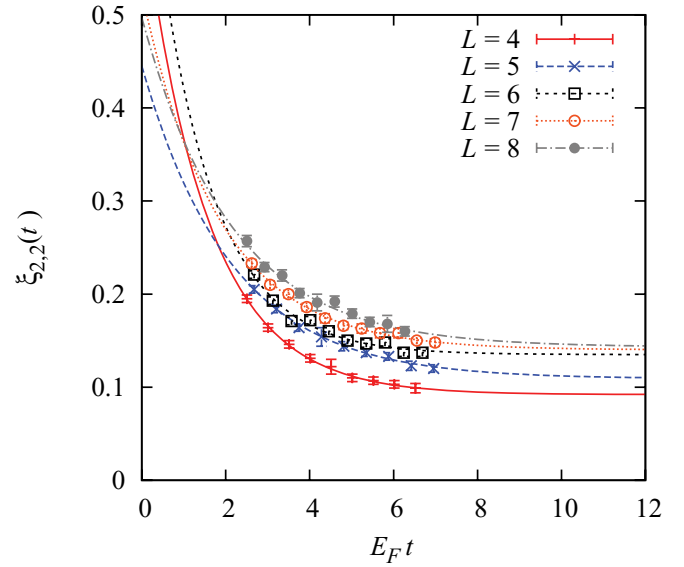 0.5
0.4
0.3
0.2
0.1
0
ξ2,2(t)
L = 4
L = 5
L = 6
L = 7
L = 8
0 2 4 6 8 10 12
EF t